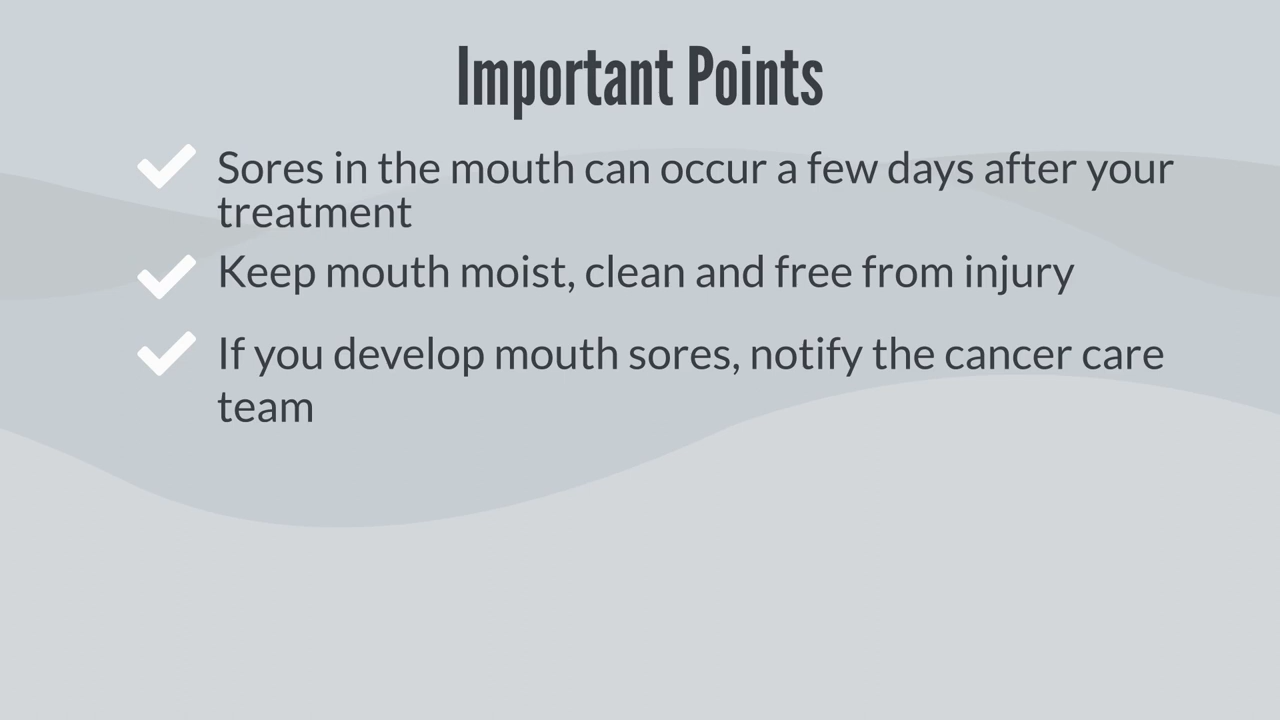 Important Points
Sores in the mouth can occur a few days after your
treatment
Keep mouth moist, clean and free from injury
If you develop mouth sores, notify the cancer care
team